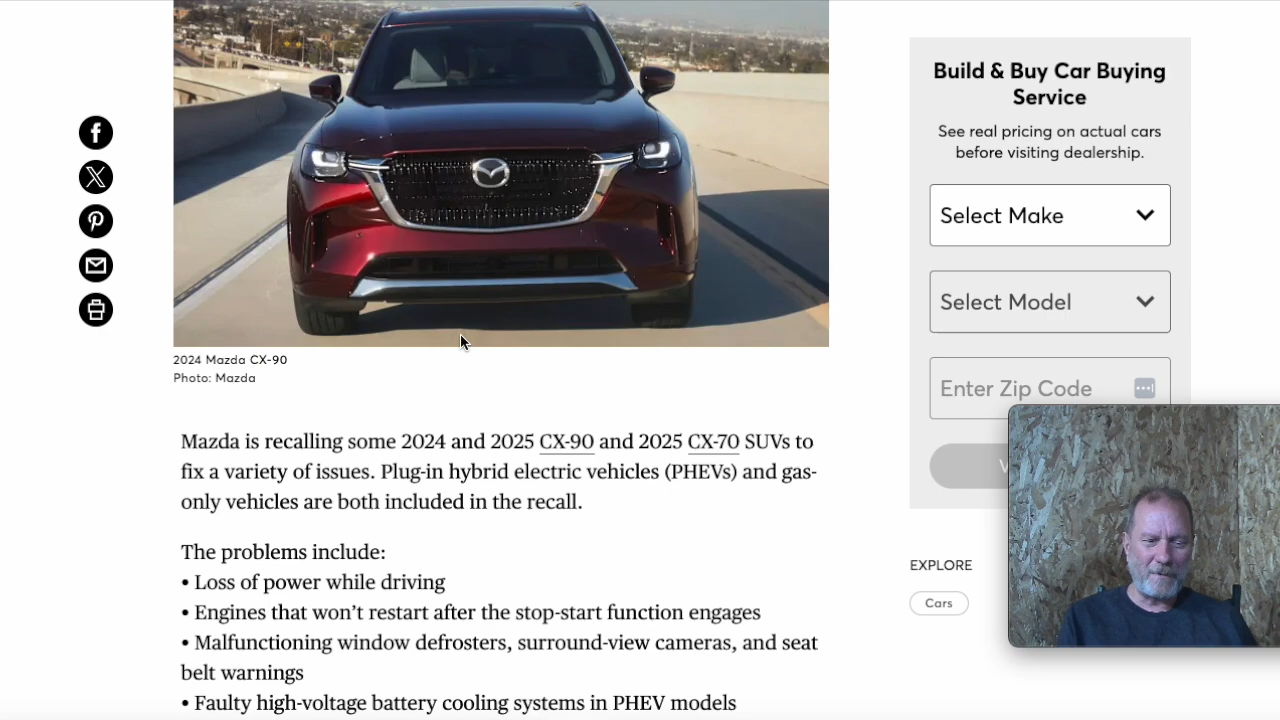 2024 Mazda CX-90
Photo: Mazda
Mazda is recalling some 2024 and 2025 CX-90 and 2025 CX-70 SUVs to
fix a variety of issues. Plug-in hybrid electric vehicles (PHEVs) and gas-
only vehicles are both included in the recall.
The problems include:
• Loss of power while driving
• Engines that won’t restart after the stop-start function engages
• Malfunctioning window defrosters, surround-view cameras, and seat
belt warnings
• Faulty high-voltage battery cooling systems in PHEV models
Build & Buy Car Buying
Service
See real pricing on actual cars
before visiting dealership.
Select Make
Select Model
Enter Zip Code
EXPLORE
Cars